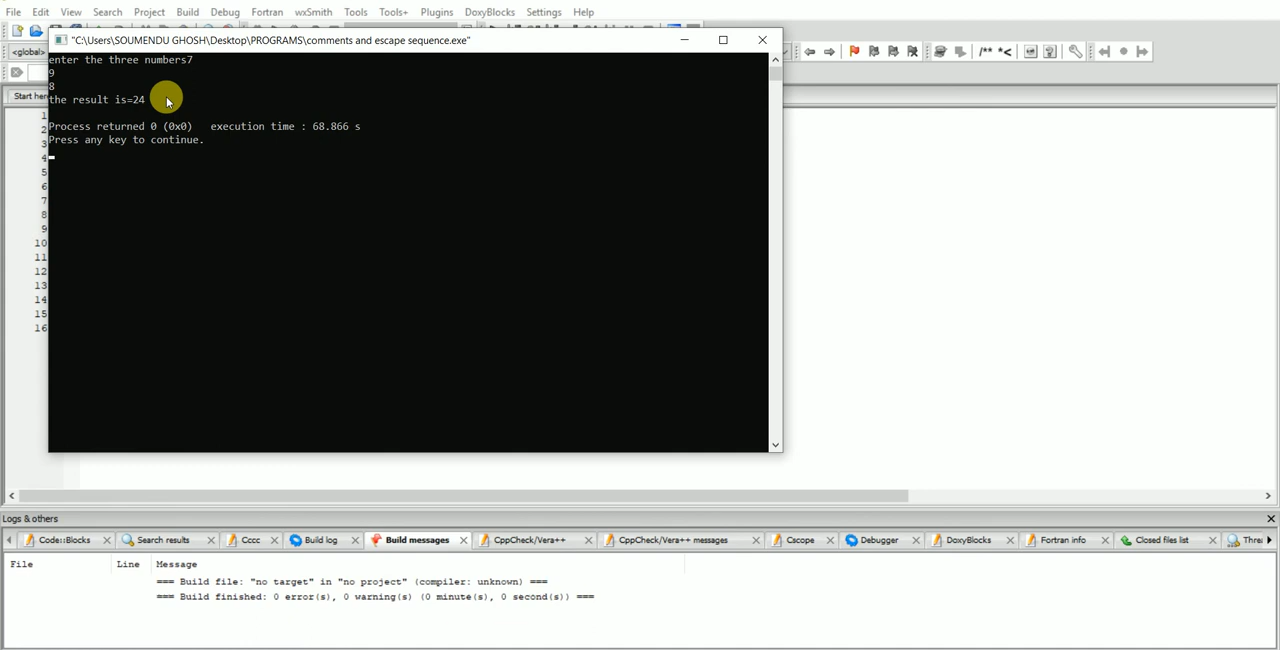 File Edit View Search Project Build Debug Fortran wxSmith Tools Tools+ Plugins DoxyBlocks Settings Help
"C:\Users\SOUMENDU GHOSH\Desktop\PROGRAMS\comments and escape sequence.exe"
<global>
/** *<
enter the three numbers7
9
8
the result is=24
Process returned 0 (0x0) execution time : 68.866 s
Press any key to continue.
Start her
1
2
3
4
5
6
7
8
9
10
11
12
13
14
15
16
Logs & others
Code::Blocks Search results Cccc Build log Build messages CppCheck/Vera++ CppCheck/Vera++ messages Cscope Debugger DoxyBlocks Fortran info Closed files list Thre
File Line Message
=== Build file: "no target" in "no project" (compiler: unknown) ===
=== Build finished: 0 error(s), 0 warning(s) (0 minute(s), 0 second(s)) ===